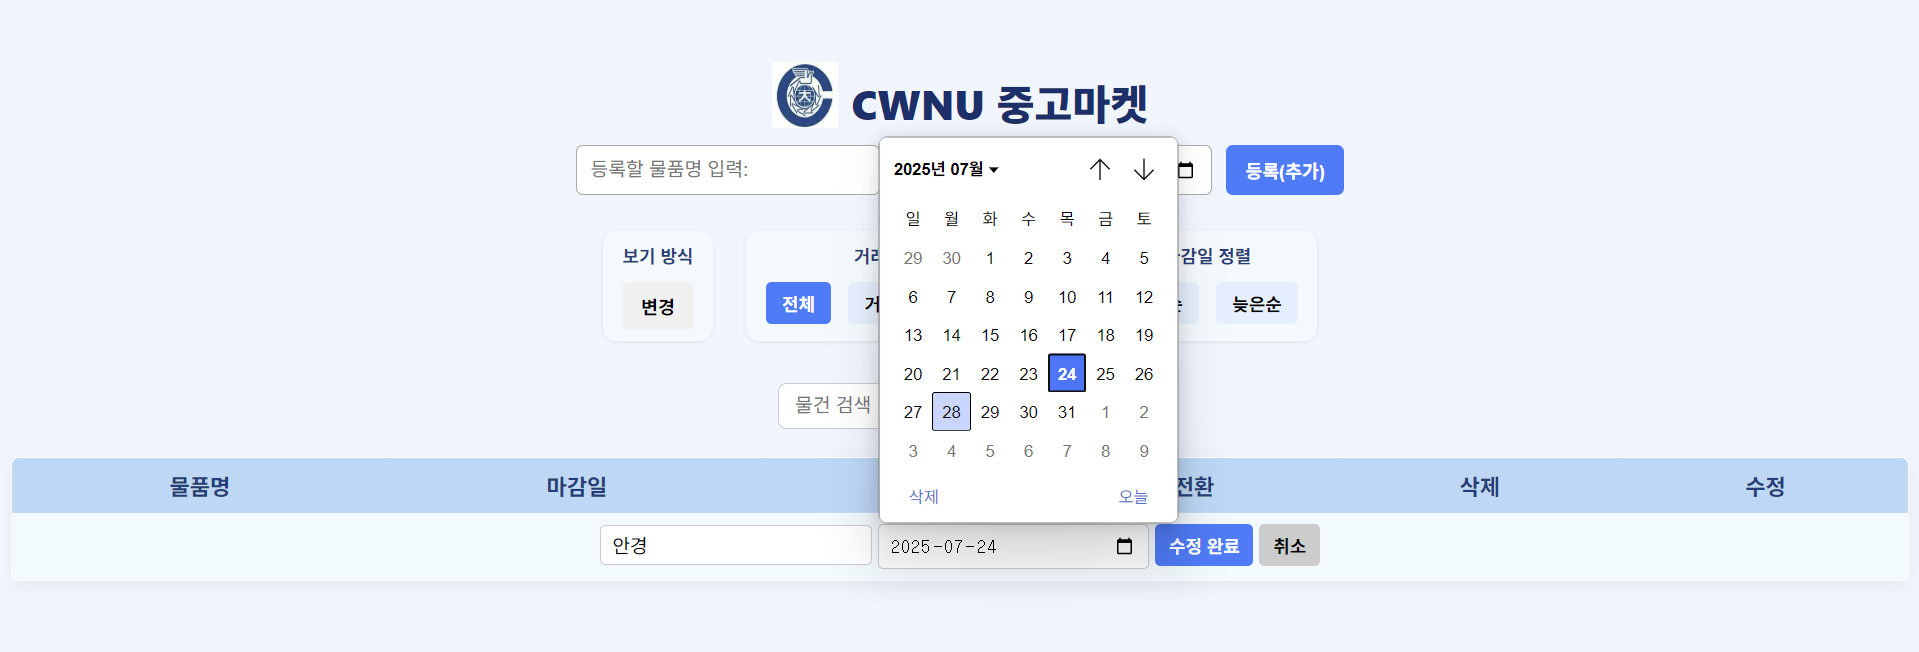 CWNU 중고마켓
등록할 물품명 입력:
등록(추가)
보기 방식
변경
전체
감일 정렬
늦은순
물건 검색
2025년 07월
일 월 화 수 목 금 토
29 30 1 2 3 4 5
6 7 8 9 10 11 12
13 14 15 16 17 18 19
20 21 22 23 24 25 26
27 28 29 30 31 1 2
3 4 5 6 7 8 9
삭제 오늘
물품명 마감일 전환 삭제 수정
안경 2025-07-24 수정 완료 취소